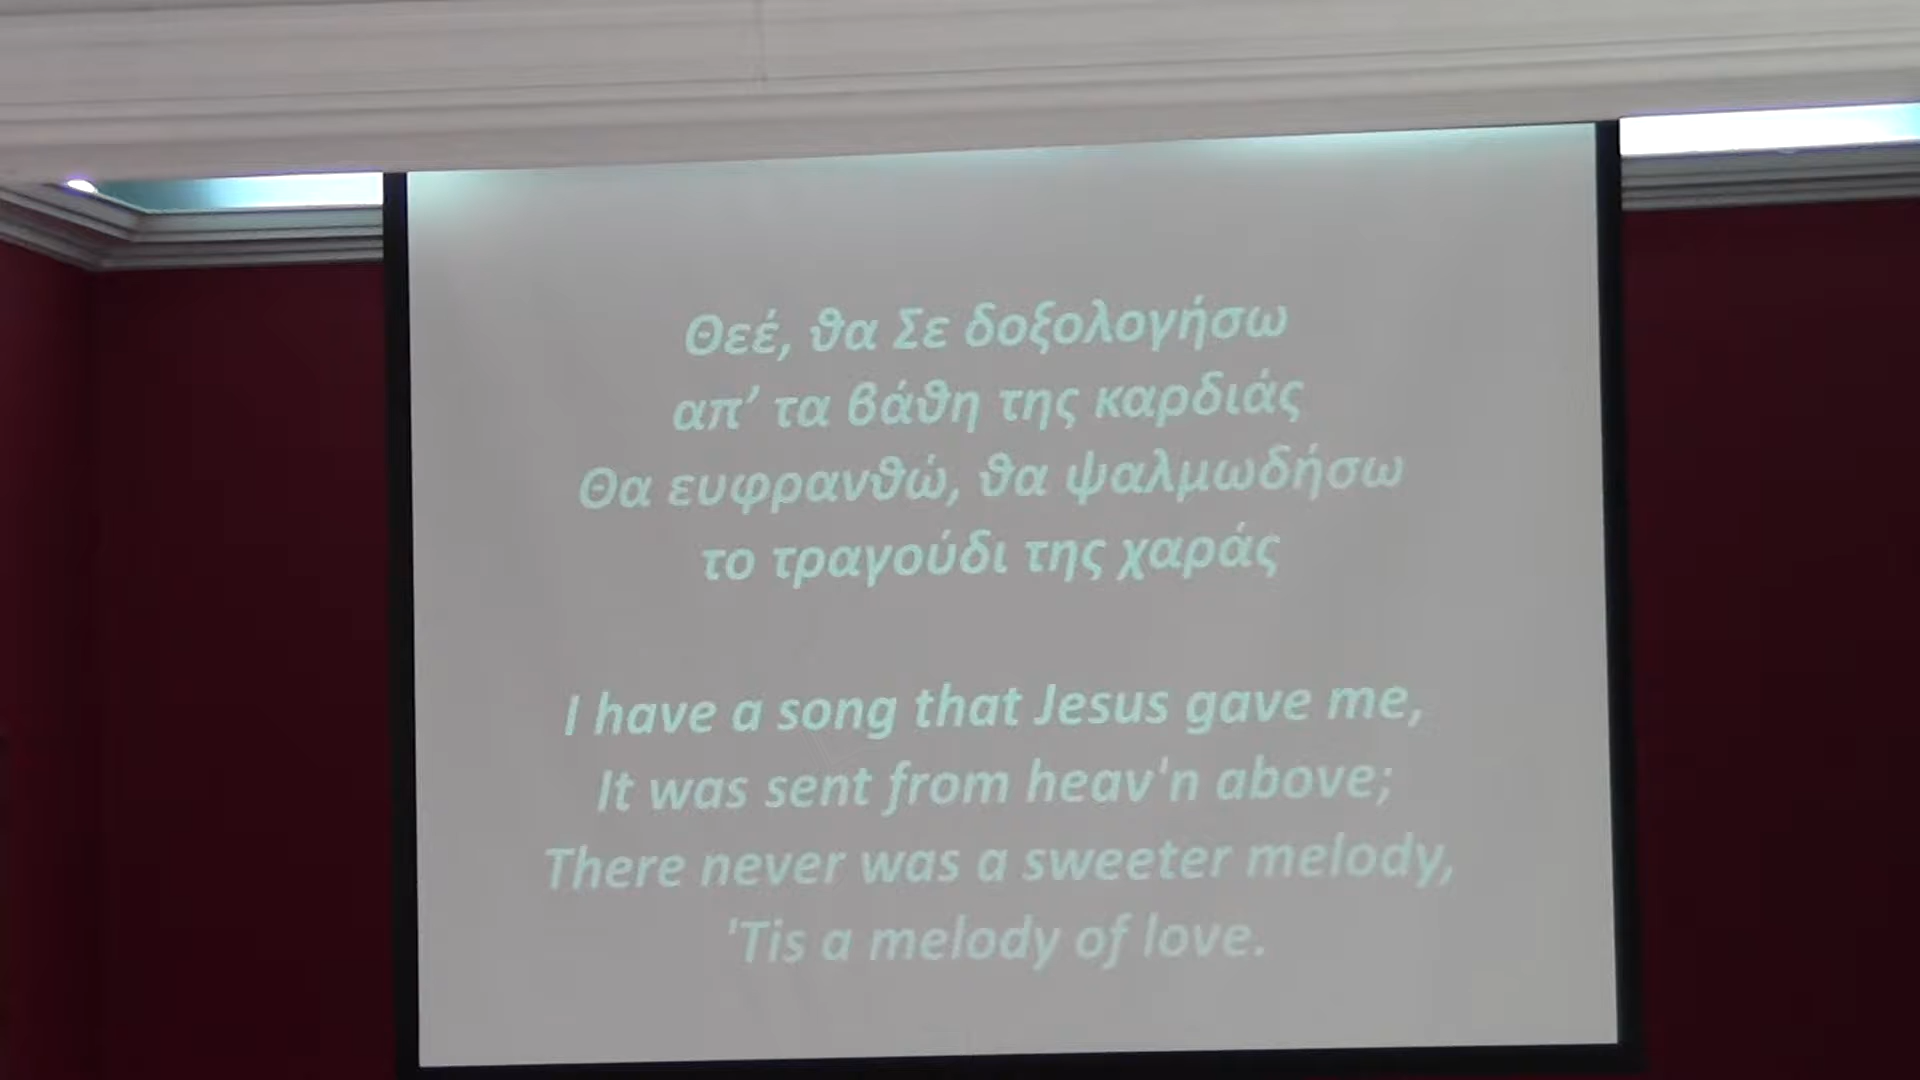 Θεέ, θα Σε δοξολογήσω
απ’ τα βάθη της καρδιάς
Θα ευφρανθώ, θα ψαλμωδήσω
το τραγούδι της χαράς
I have a song that Jesus gave me,
It was sent from heav'n above;
There never was a sweeter melody,
'Tis a melody of love.